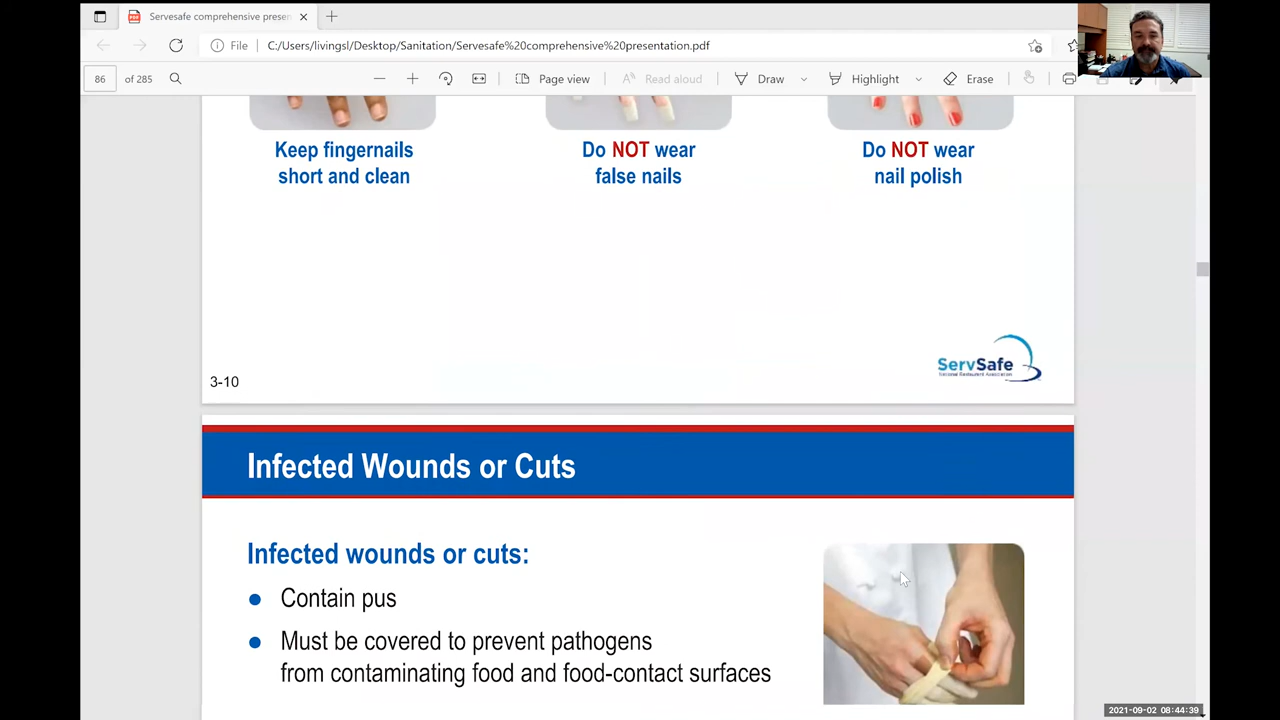 Servesafe comprehensive presen
File
C:/Users/livingsl/Desktop/Sanitation/Servesafe%20comprehensive%20presentation.pdf
86
of 285
Page view
Read aloud
Draw
Highlight
Erase
Keep fingernails
short and clean
Do NOT wear
false nails
Do NOT wear
nail polish
ServSafe
National Restaurant Association
3-10
Infected Wounds or Cuts
Infected wounds or cuts:
Contain pus
Must be covered to prevent pathogens
from contaminating food and food-contact surfaces
2021-09-02 08:44:39